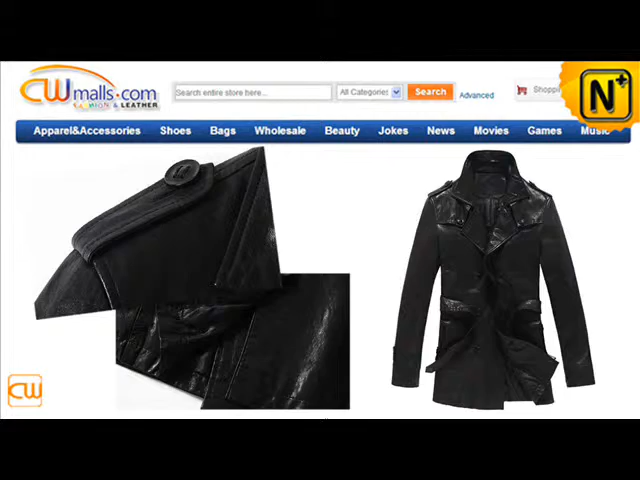 CWmalls.com
FASHION & LEATHER
Search entire store here...
All Categories
Search
Advanced
Shoppi
N+
Apparel&Accessories Shoes Bags Wholesale Beauty Jokes News Movies Games Music
CW